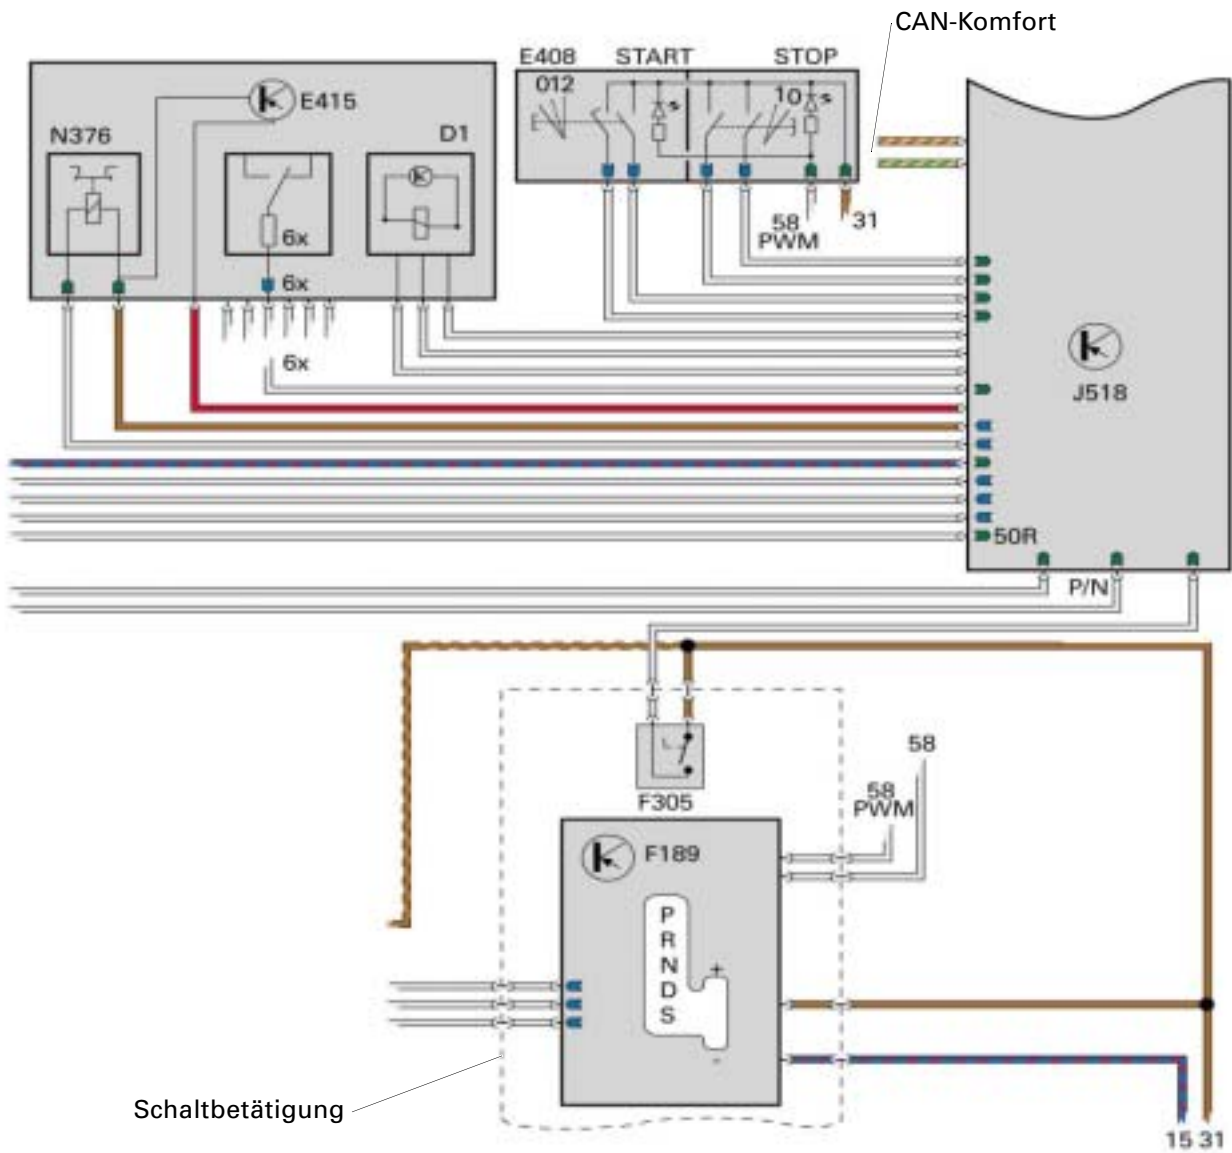 CAN-Komfort
E408 START STOP
012
10
E415
N376
D1
6x
6x
6x
58
PWM
31
J518
50R
P/N
F305
58
58
PWM
F189
P
R
N
D
S
+
-
Schaltbetätigung
15 31